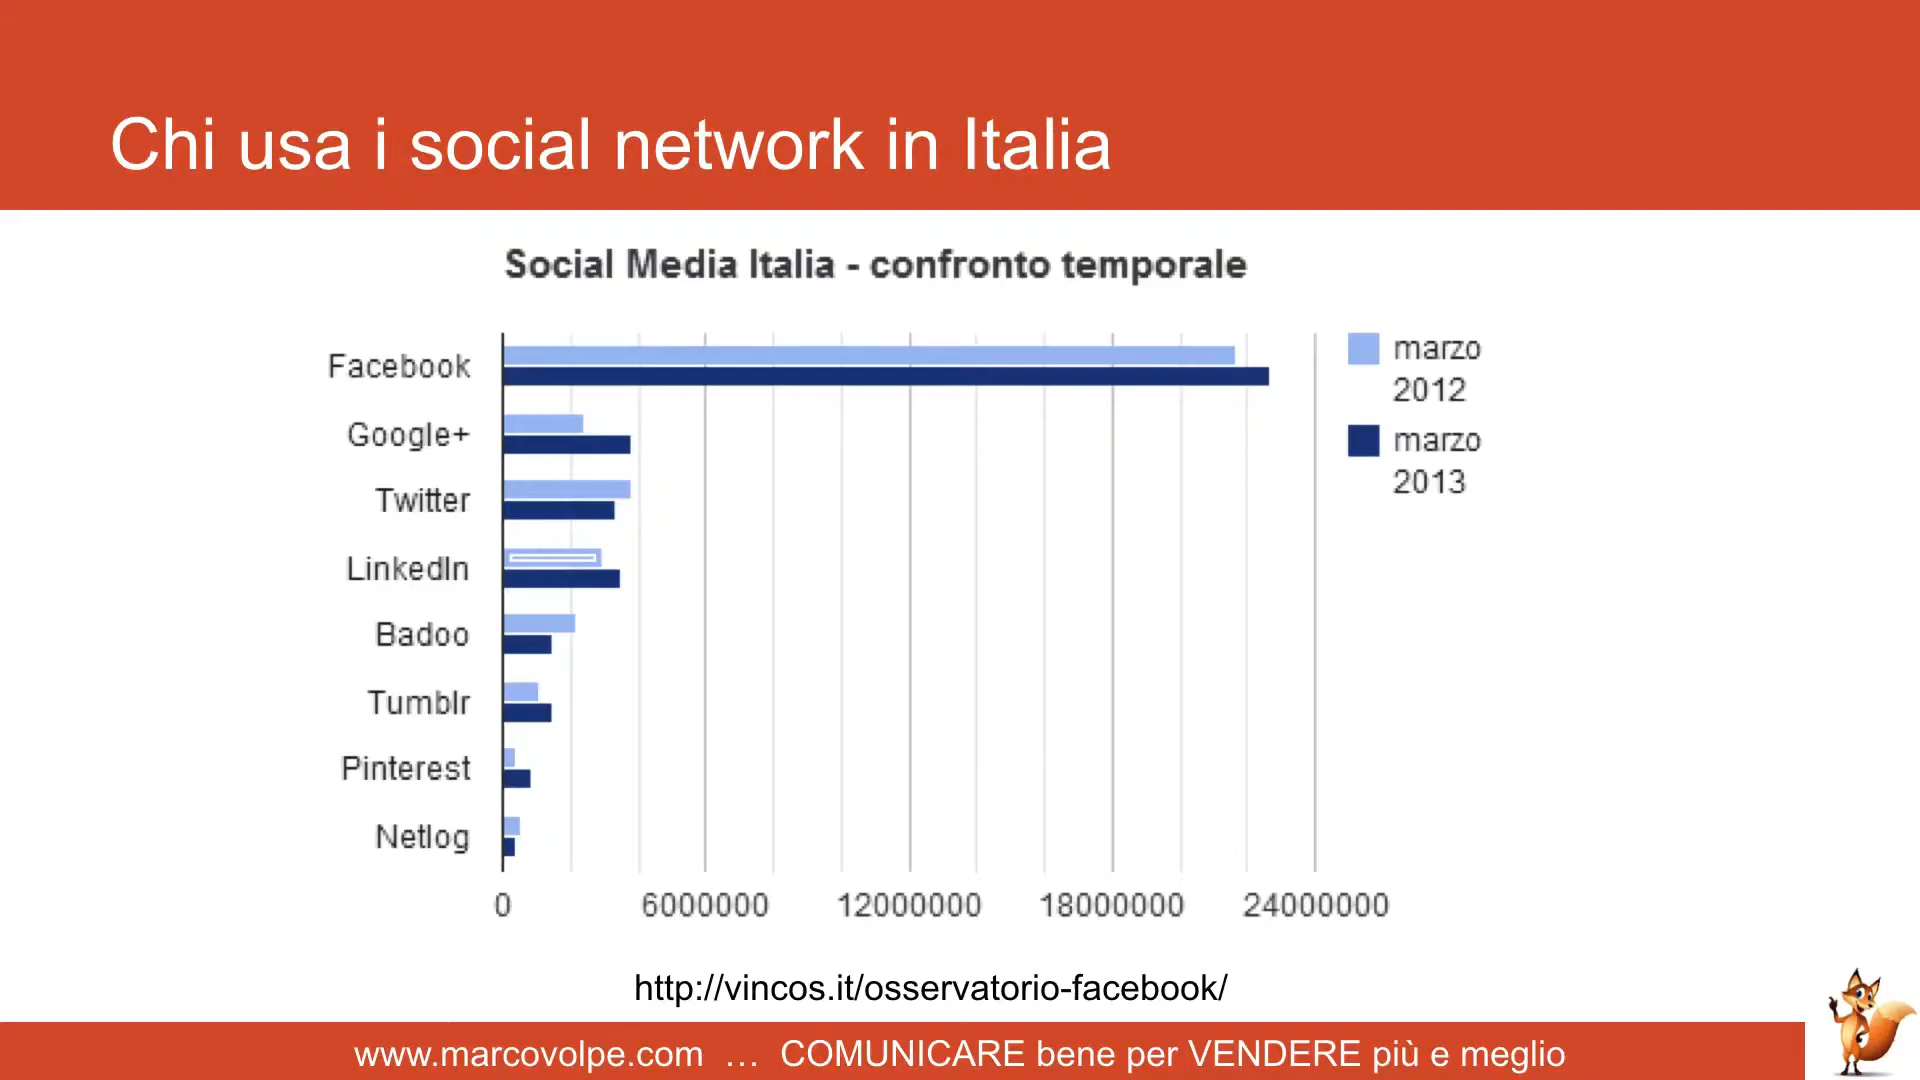 Chi usa i social network in Italia
Social Media Italia - confronto temporale
Facebook
Google+
Twitter
LinkedIn
Badoo
Tumblr
Pinterest
Netlog
marzo
2012
marzo
2013
0 6000000 12000000 18000000 24000000
http://vincos.it/osservatorio-facebook/
www.marcovolpe.com … COMUNICARE bene per VENDERE più e meglio